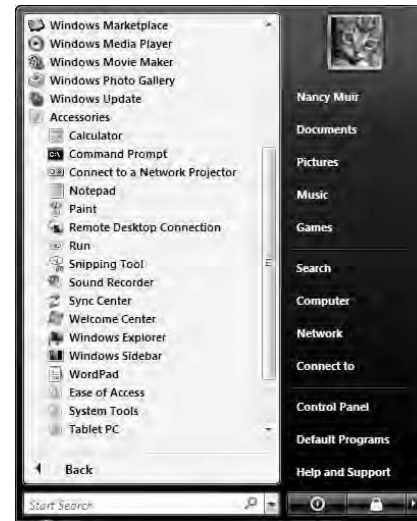 Windows Marketplace
Windows Media Player
Windows Movie Maker
Windows Photo Gallery
Windows Update
Accessories
Calculator
Command Prompt
Connect to a Network Projector
Notepad
Paint
Remote Desktop Connection
Run
Snipping Tool
Sound Recorder
Sync Center
Welcome Center
Windows Explorer
Windows Sidebar
WordPad
Ease of Access
System Tools
Tablet PC
Back
Start Search
Nancy Muir
Documents
Pictures
Music
Games
Search
Computer
Network
Connect to
Control Panel
Default Programs
Help and Support